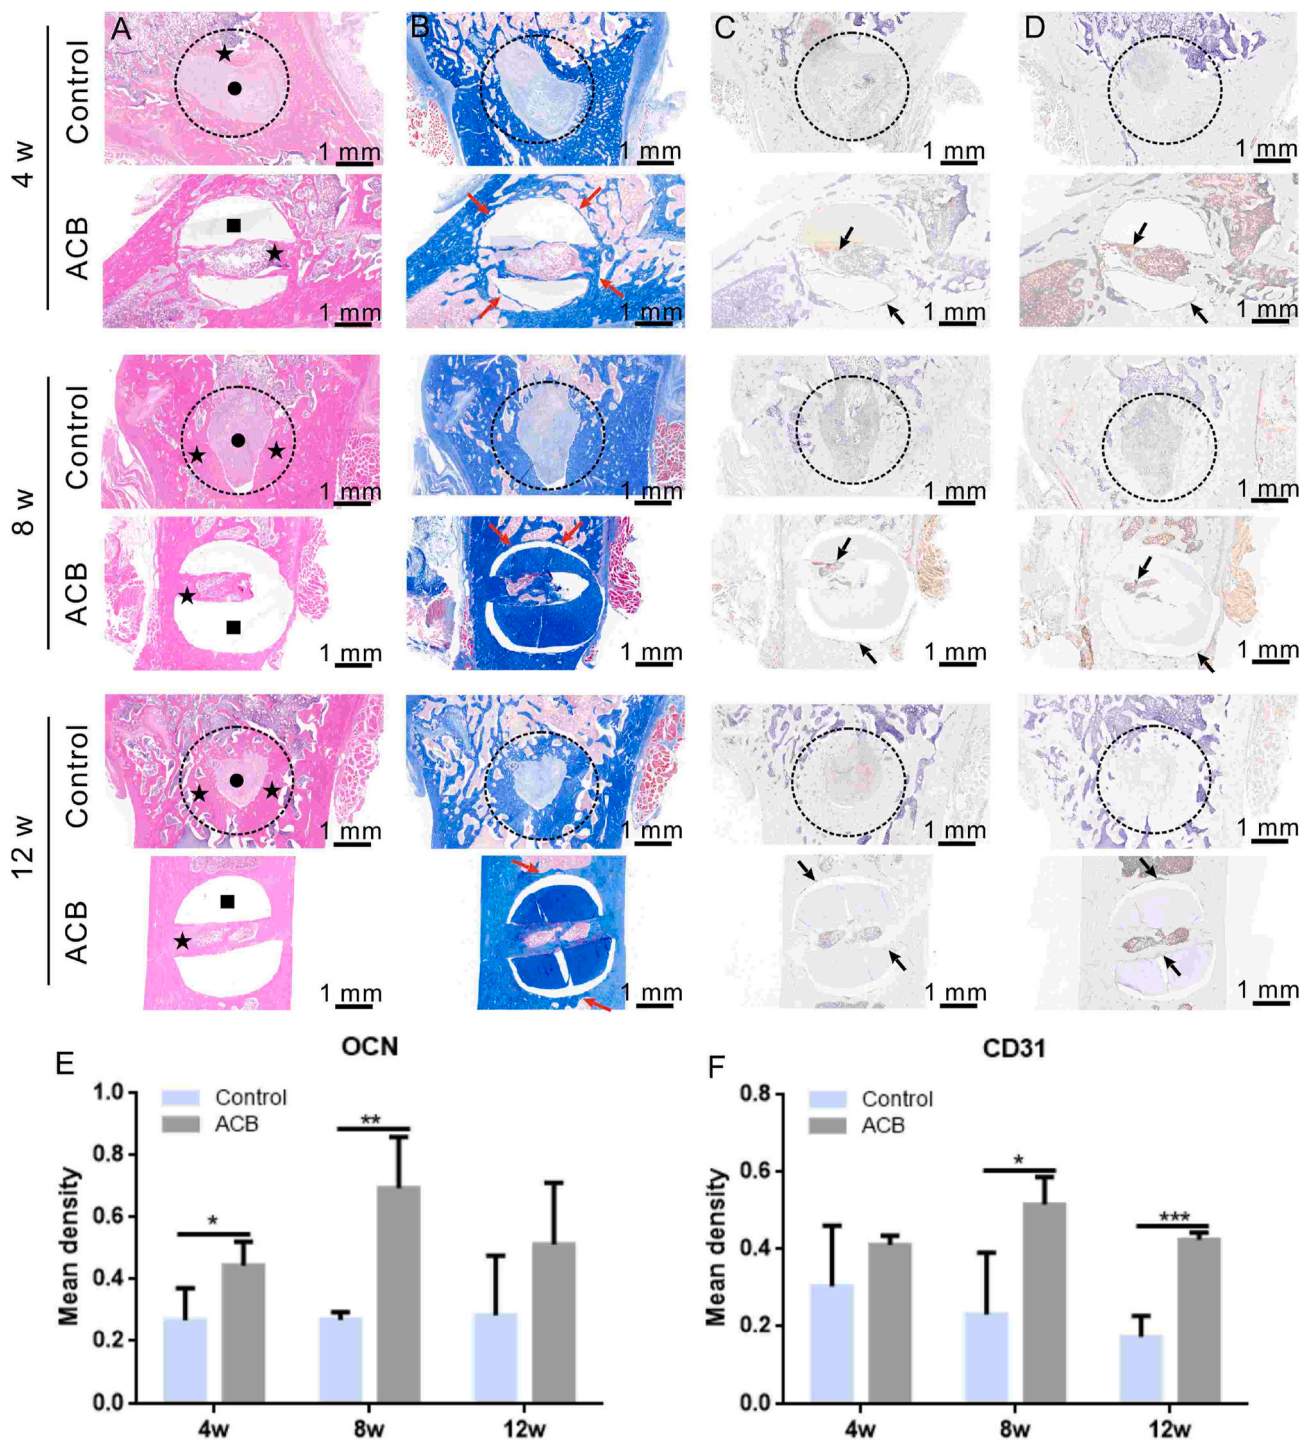 A B C D
4 w
Control
1 mm 1 mm 1 mm 1 mm
ACB
1 mm 1 mm 1 mm 1 mm
8 w
Control
1 mm 1 mm 1 mm 1 mm
ACB
1 mm 1 mm 1 mm 1 mm
12 w
Control
1 mm 1 mm 1 mm 1 mm
ACB
1 mm 1 mm 1 mm 1 mm
E
OCN
Mean density
1.0
0.8
0.6
0.4
0.2
0.0
Control
ACB
*
**
4w 8w 12w
F
CD31
Mean density
0.8
0.6
0.4
0.2
0.0
Control
ACB
*
***
4w 8w 12w